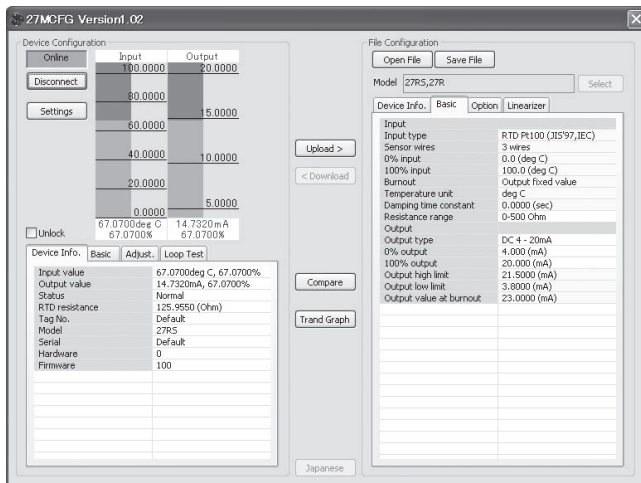 27MCFG Version1.02
Device Configuration
Online
Disconnect
Settings
Unlock
Input Output
100.0000 20.0000
80.0000
60.0000 15.0000
40.0000 10.0000
20.0000
0.0000 5.0000
67.0700deg C 14.7320mA
67.0700% 67.0700%
Device Info. Basic Adjust. Loop Test
Input value 67.0700deg C, 67.0700%
Output value 14.7320mA, 67.0700%
Status Normal
RTD resistance 125.9550 (Ohm)
Tag No. Default
Model 27RS
Serial Default
Hardware 0
Firmware 100
Upload >
< Download
Compare
Trand Graph
Japanese
File Configuration
Open File Save File
Model 27RS,27R Select
Device Info. Basic Option Linearizer
Input
Input type RTD Pt100 (JIS'97,IEC)
Sensor wires 3 wires
0% input 0.0 (deg C)
100% input 100.0 (deg C)
Burnout Output fixed value
Temperature unit deg C
Damping time constant 0.0000 (sec)
Resistance range 0-500 Ohm
Output
Output type DC 4 - 20mA
0% output 4.000 (mA)
100% output 20.000 (mA)
Output high limit 21.5000 (mA)
Output low limit 3.8000 (mA)
Output value at burnout 23.0000 (mA)